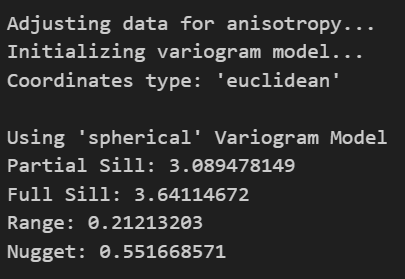 Adjusting data for anisotropy...
Initializing variogram model...
Coordinates type: 'euclidean'
Using 'spherical' Variogram Model
Partial Sill: 3.089478149
Full Sill: 3.64114672
Range: 0.21213203
Nugget: 0.551668571